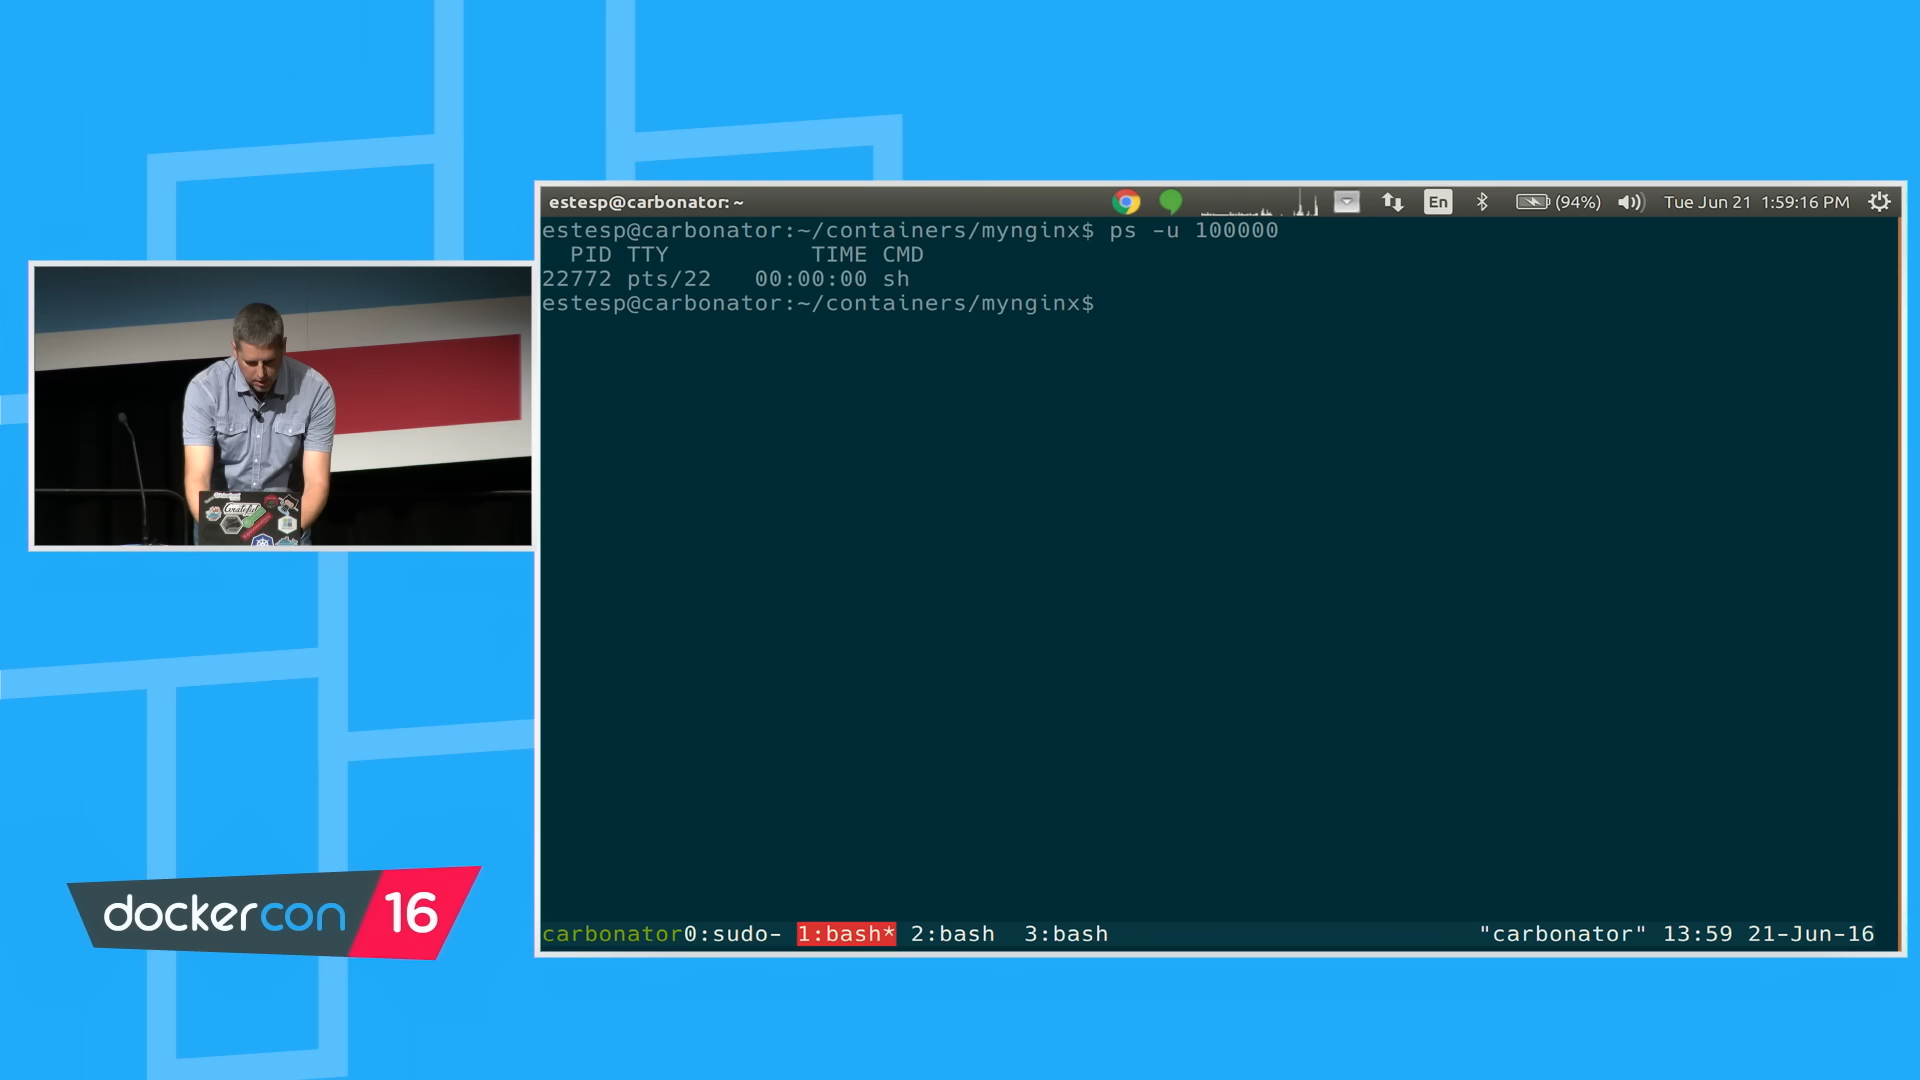 estesp@carbonator: ~
En
(94%)
Tue Jun 21 1:59:16 PM
estesp@carbonator:~/containers/mynginx$ ps -u 100000
PID TTY TIME CMD
22772 pts/22 00:00:00 sh
estesp@carbonator:~/containers/mynginx$
Grateful
dockercon 16
carbonator0:sudo- 1:bash* 2:bash 3:bash "carbonator" 13:59 21-Jun-16